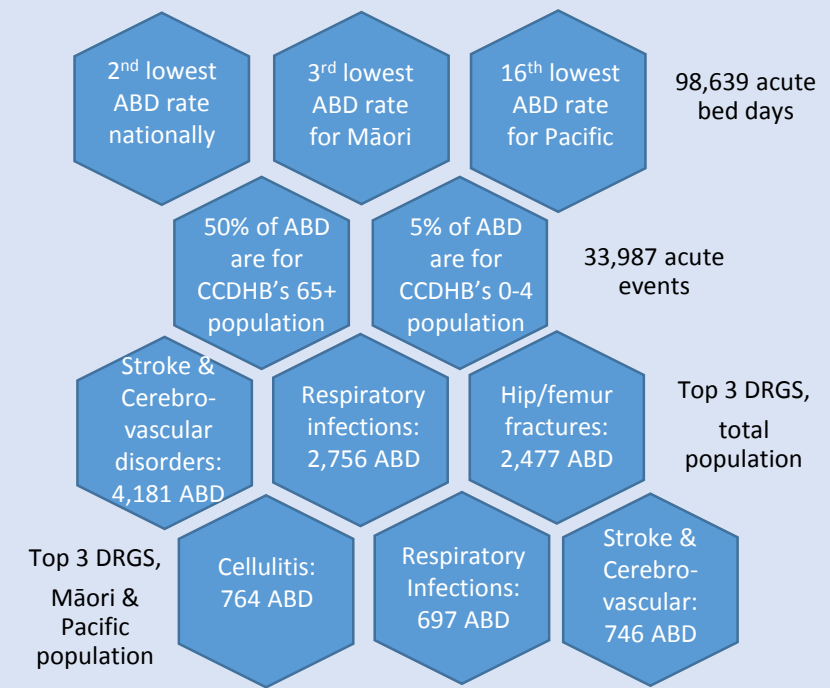 2nd lowest
ABD rate
nationally
3rd lowest
ABD rate
for Māori
16th lowest
ABD rate
for Pacific
98,639 acute
bed days
50% of ABD
are for
CCDHB's 65+
population
5% of ABD
are for
CCDHB's 0-4
population
33,987 acute
events
Stroke &
Cerebro-
vascular
disorders:
4,181 ABD
Respiratory
infections:
2,756 ABD
Hip/femur
fractures:
2,477 ABD
Top 3 DRGS,
total
population
Top 3 DRGS,
Māori &
Pacific
population
Cellulitis:
764 ABD
Respiratory
Infections:
697 ABD
Stroke &
Cerebro-
vascular:
746 ABD